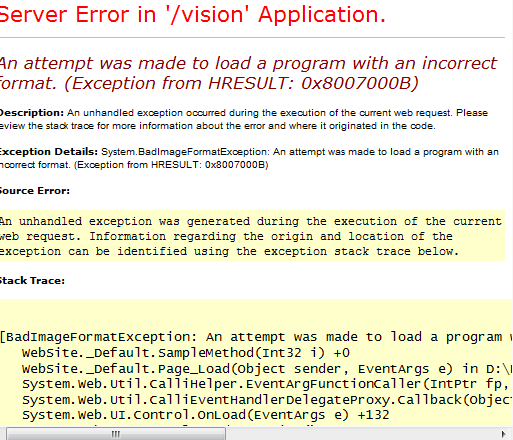 Server Error in '/vision' Application.
An attempt was made to load a program with an incorrect
format. (Exception from HRESULT: 0x8007000B)
Description: An unhandled exception occurred during the execution of the current web request. Please
review the stack trace for more information about the error and where it originated in the code.
Exception Details: System.BadImageFormatException: An attempt was made to load a program with an
incorrect format. (Exception from HRESULT: 0x8007000B)
Source Error:
An unhandled exception was generated during the execution of the current
web request. Information regarding the origin and location of the
exception can be identified using the exception stack trace below.
Stack Trace:
[BadImageFormatException: An attempt was made to load a program
WebSite._Default.SampleMethod(Int32 i) +0
WebSite._Default.Page_Load(Object sender, EventArgs e) in D:\
System.Web.Util.CalliHelper.EventArgFunctionCaller(IntPtr fp,
System.Web.Util.CalliEventHandlerDelegateProxy.Callback(Objec
System.Web.UI.Control.OnLoad(EventArgs e) +132